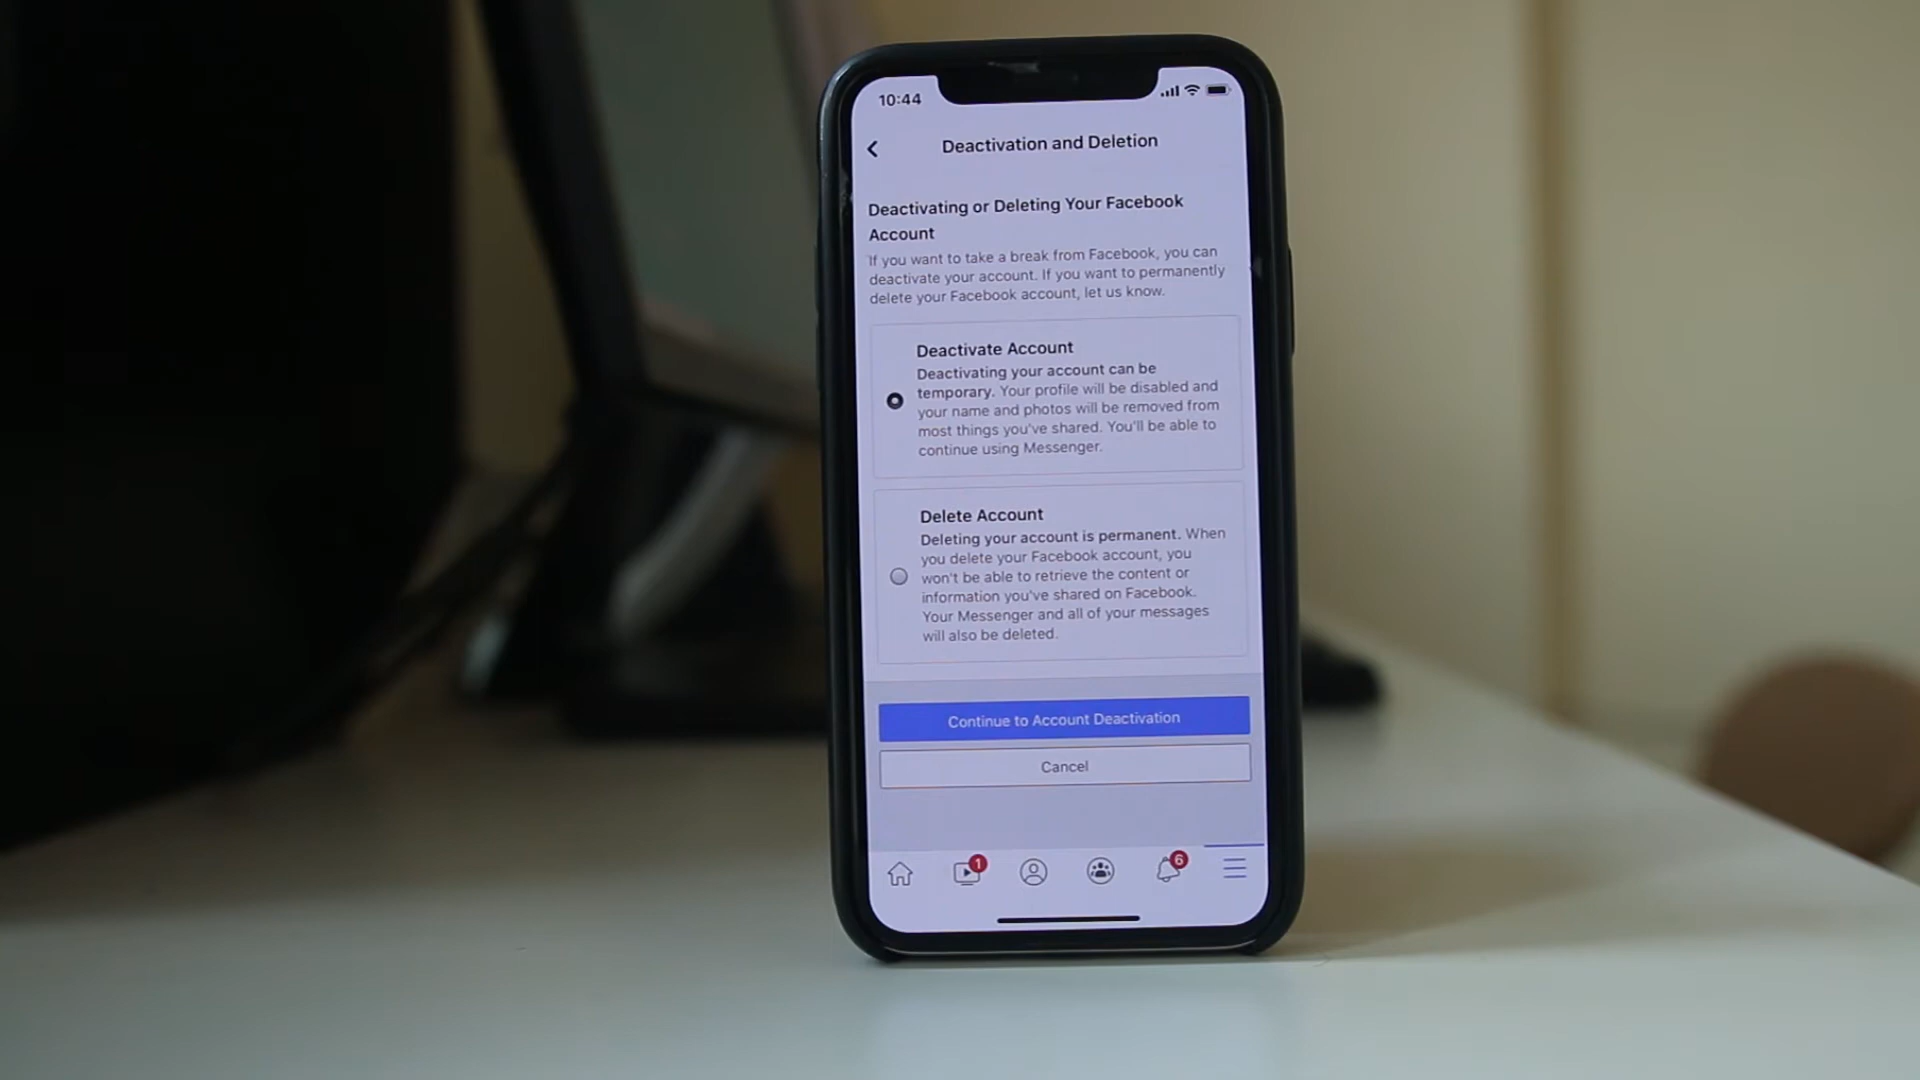 10:44
Deactivation and Deletion
Deactivating or Deleting Your Facebook
Account
If you want to take a break from Facebook, you can
deactivate your account. If you want to permanently
delete your Facebook account, let us know.
Deactivate Account
Deactivating your account can be
temporary. Your profile will be disabled and
your name and photos will be removed from
most things you've shared. You'll be able to
continue using Messenger.
Delete Account
Deleting your account is permanent. When
you delete your Facebook account, you
won't be able to retrieve the content or
information you've shared on Facebook.
Your Messenger and all of your messages
will also be deleted.
Continue to Account Deactivation
Cancel
1
6